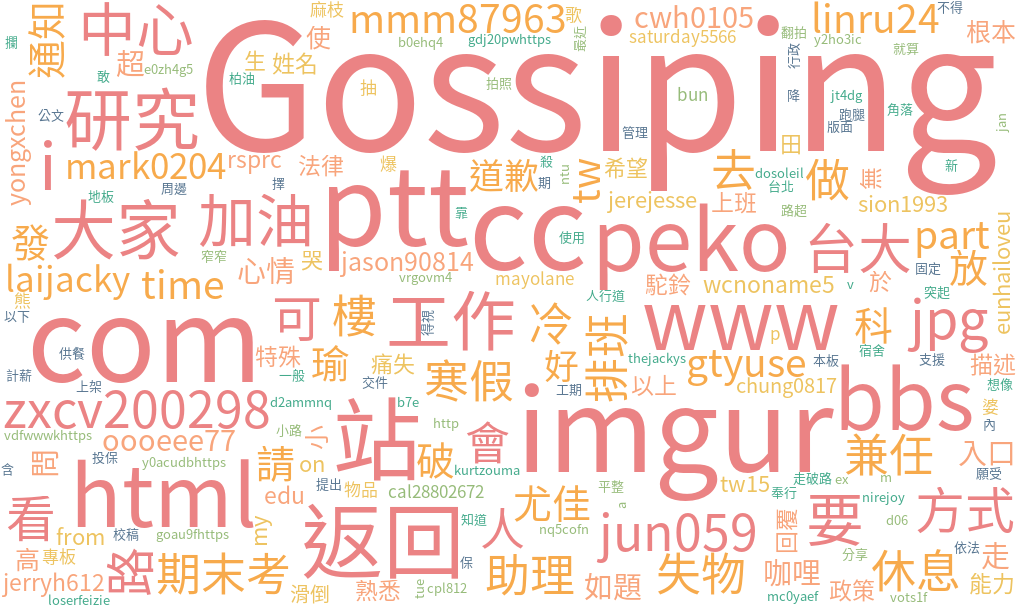 Gossiping
ptt
cc
com
www
imgur
bbs
html
peko
返回
站
i
研究
中心
通知
mmm87963
麻枝
使
歌
最近
b0ehq4
gdj20pwhttps
cwh0105
saturday5566
翻拍
linru24
不得
y2ho3ic
就算
根本
行政
攔
超
敢
e0zh4g5
生
姓名
柏油
抽
拍照
bun
降
jt4dg
跑腿
版面
角落
jan
公文
管理
田
yongxchen
mark0204
rsprc
法律
爆
道歉
殺
期
ntu
tw
希望
去
dosoleil
台北
做
無
新
地板
周邊
擇
jerejesse
上班
路超
sion1993
發
大家
加油
靠
使用
台大
part
窄窄
心情
哭
jason90814
vrgovm4
mayolane
駝鈴
wcnoname5
v
於
固定
放
eunhailoveu
laijacky
time
熊
以下
人行道
突起
可
樓
工作
得視
冷
排班
科
jpg
供餐
特殊
瑜
痛失
好
thejackys
gtyuse
p
本板
宿舍
支援
描述
計薪
上架
一般
交件
寒假
工期
以上
chung0817
想像
zxcv200298
d2ammnq
b7e
婆
內
vdfwwwkhttps
oooeee77
小路
小
http
會
兼任
入口
含
問
投保
y0acudbhttps
請
on
破
kurtzouma
走破路
ex
m
願受
edu
提出
物品
cal28802672
平整
a
tw15
奉行
nirejoy
看
from
校稿
goau9fhttps
my
知道
人
尤佳
nq5cofn
jun059
回覆
要
d06
方式
高
專板
路
期末考
保
分享
依法
走
jerryh612
loserfeizie
滑倒
熟悉
tue
cpl812
助理
如題
失物
咖哩
mc0yaef
政策
休息
vots1f
能力